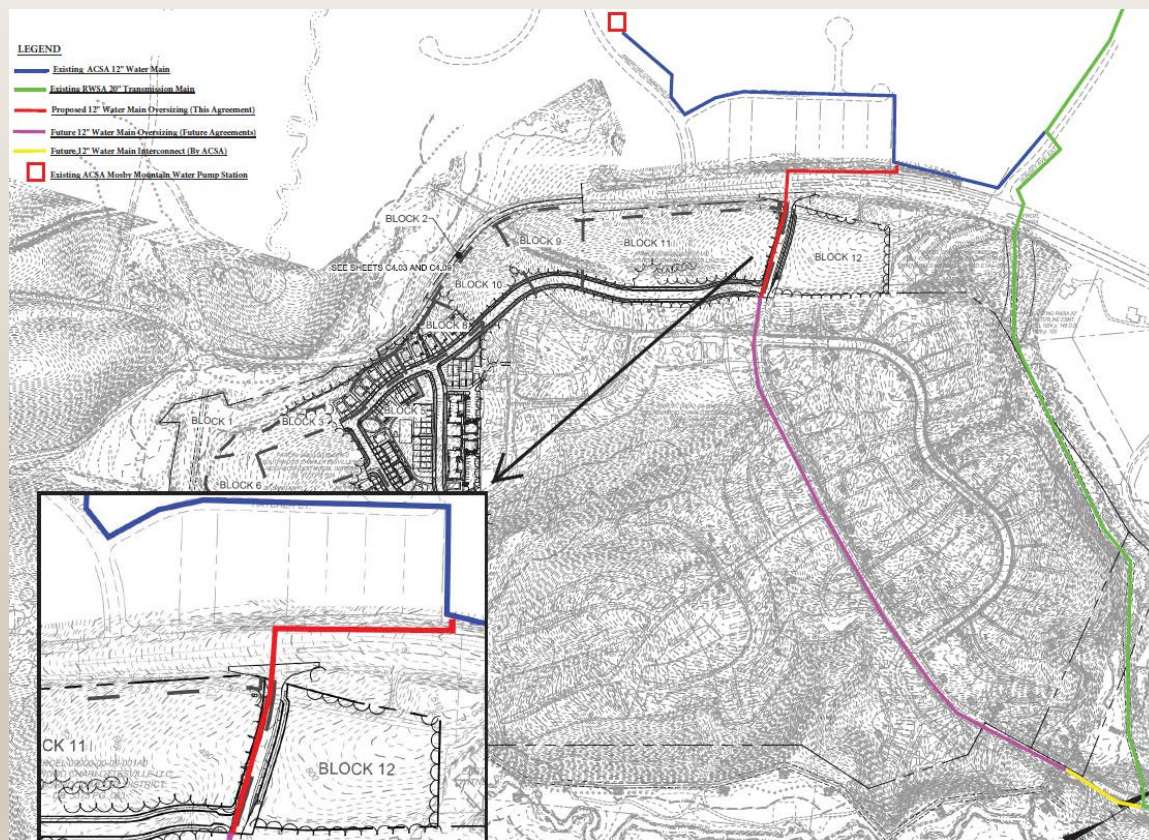 LEGEND
Existing ACSA 12" Water Main
Existing RWSA 20" Transmission Main
Proposed 12" Water Main Oversizing (This Agreement)
Future 12" Water Main Oversizing (Future Agreements)
Future 12" Water Main Interconnect (By ACSA)
Existing ACSA Mosby Mountain Water Pump Station
BLOCK 2
SEE SHEETS C4.03 AND C4.09
BLOCK 9
BLOCK 11
BLOCK 12
BLOCK 10
BLOCK 8
BLOCK 5
BLOCK 1
BLOCK 3
BLOCK 6
CK 11
BLOCK 12